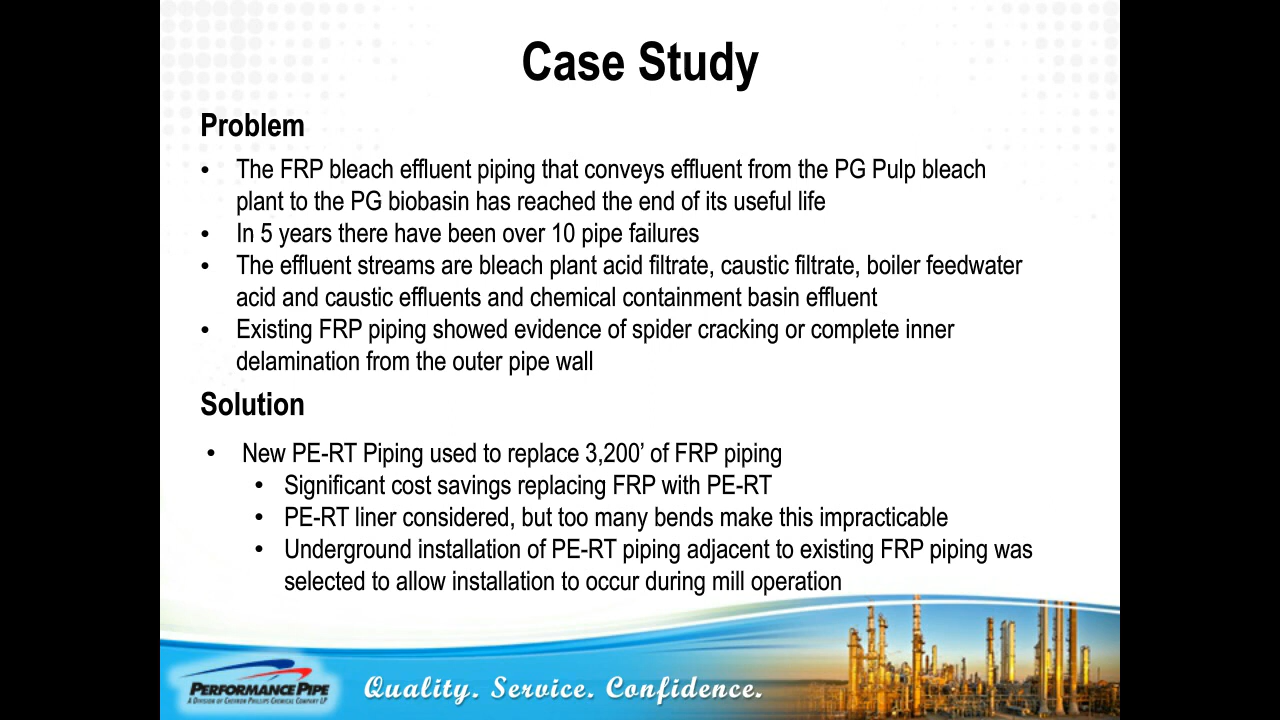 Case Study
Problem
• The FRP bleach effluent piping that conveys effluent from the PG Pulp bleach
plant to the PG biobasin has reached the end of its useful life
• In 5 years there have been over 10 pipe failures
• The effluent streams are bleach plant acid filtrate, caustic filtrate, boiler feedwater
acid and caustic effluents and chemical containment basin effluent
• Existing FRP piping showed evidence of spider cracking or complete inner
delamination from the outer pipe wall
Solution
• New PE-RT Piping used to replace 3,200’ of FRP piping
• Significant cost savings replacing FRP with PE-RT
• PE-RT liner considered, but too many bends make this impracticable
• Underground installation of PE-RT piping adjacent to existing FRP piping was
selected to allow installation to occur during mill operation
PERFORMANCE PIPE
A DIVISION OF CHEVRON PHILLIPS CHEMICAL COMPANY LP
Quality. Service. Confidence.